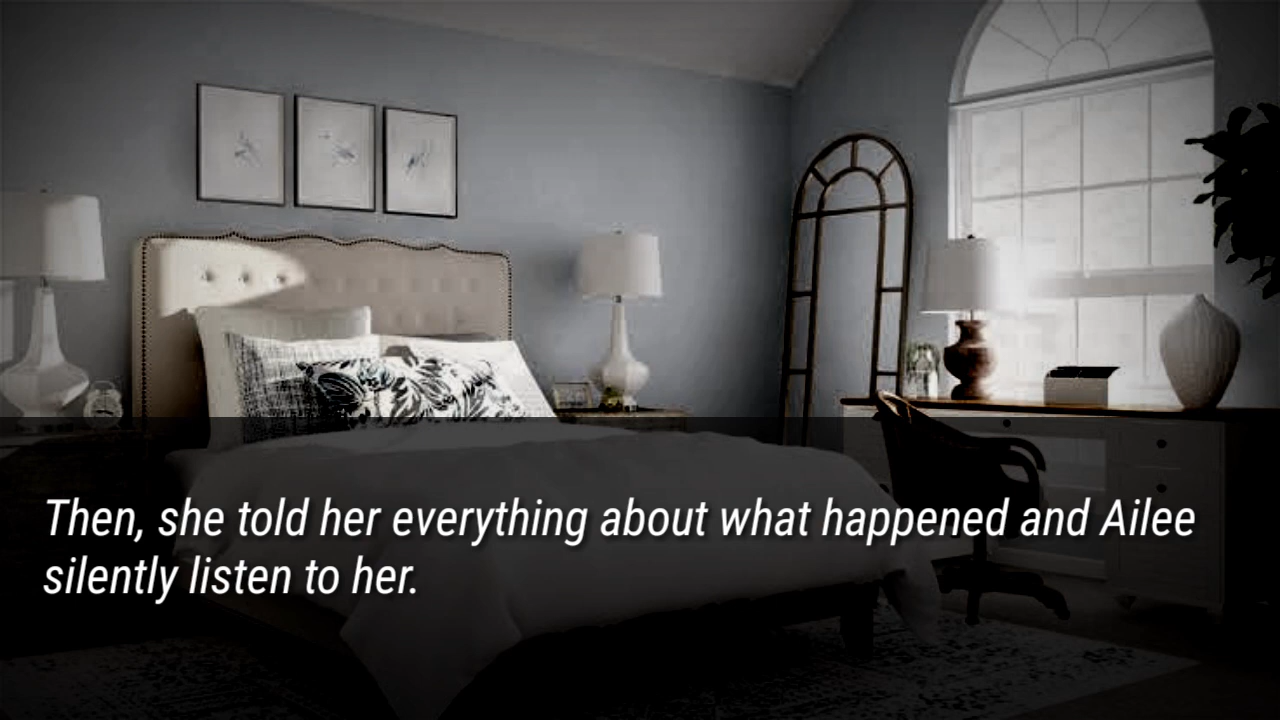 Then, she told her everything about what happened and Ailee
silently listen to her.